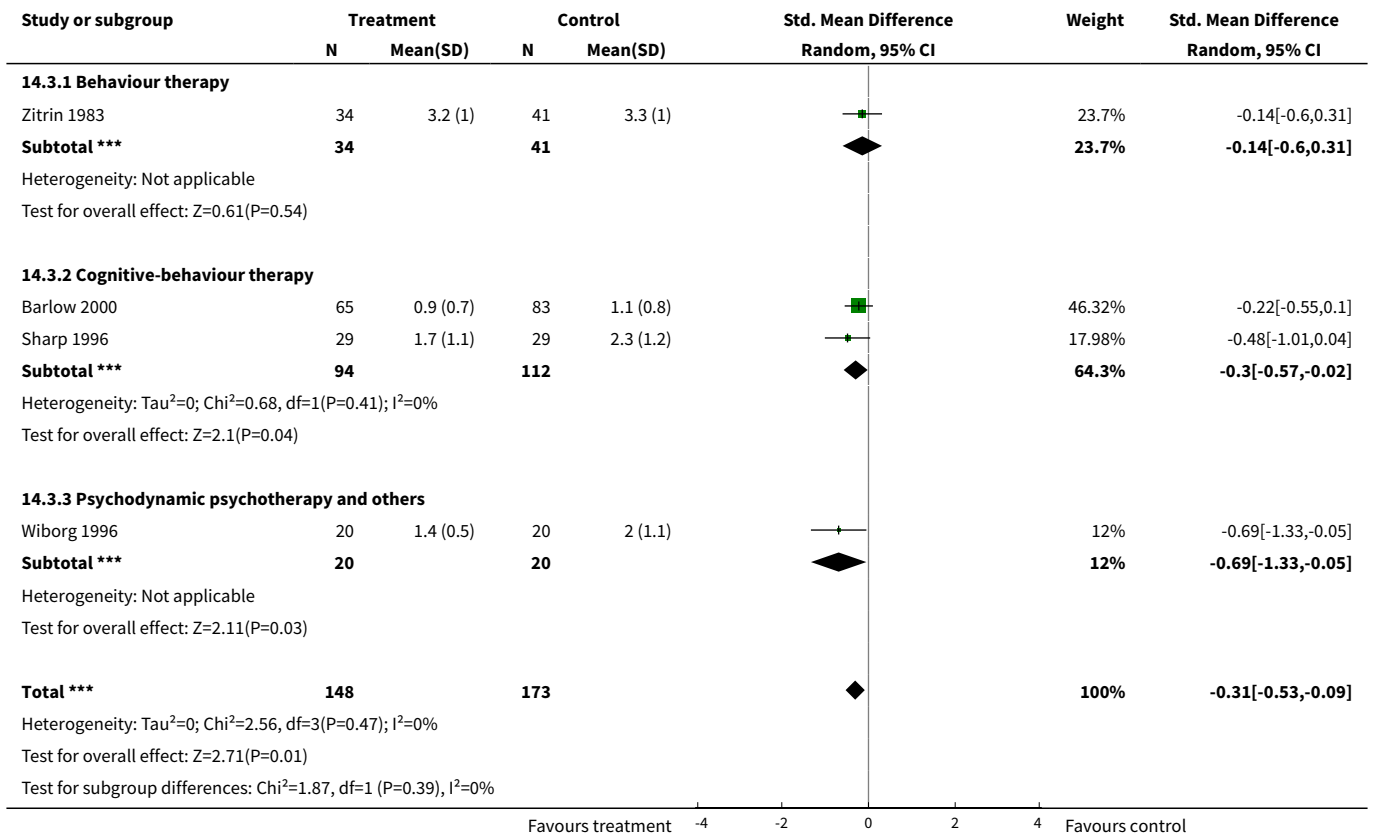 Study or subgroup Treatment Control Std. Mean Difference Weight Std. Mean Difference
N Mean(SD) N Mean(SD) Random, 95% CI Random, 95% CI
14.3.1 Behaviour therapy
Zitrin 1983 34 3.2 (1) 41 3.3 (1) 23.7% -0.14[-0.6,0.31]
Subtotal *** 34 41 23.7% -0.14[-0.6,0.31]
Heterogeneity: Not applicable
Test for overall effect: Z=0.61(P=0.54)
14.3.2 Cognitive-behaviour therapy
Barlow 2000 65 0.9 (0.7) 83 1.1 (0.8) 46.32% -0.22[-0.55,0.1]
Sharp 1996 29 1.7 (1.1) 29 2.3 (1.2) 17.98% -0.48[-1.01,0.04]
Subtotal *** 94 112 64.3% -0.3[-0.57,-0.02]
Heterogeneity: Tau²=0; Chi²=0.68, df=1(P=0.41); I²=0%
Test for overall effect: Z=2.1(P=0.04)
14.3.3 Psychodynamic psychotherapy and others
Wiborg 1996 20 1.4 (0.5) 20 2 (1.1) 12% -0.69[-1.33,-0.05]
Subtotal *** 20 20 12% -0.69[-1.33,-0.05]
Heterogeneity: Not applicable
Test for overall effect: Z=2.11(P=0.03)
Total *** 148 173 100% -0.31[-0.53,-0.09]
Heterogeneity: Tau²=0; Chi²=2.56, df=3(P=0.47); I²=0%
Test for overall effect: Z=2.71(P=0.01)
Test for subgroup differences: Chi²=1.87, df=1 (P=0.39), I²=0%
Favours treatment -4 -2 0 2 4 Favours control